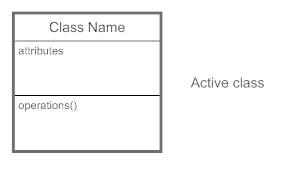 Class Name
attributes
Active class
operations()